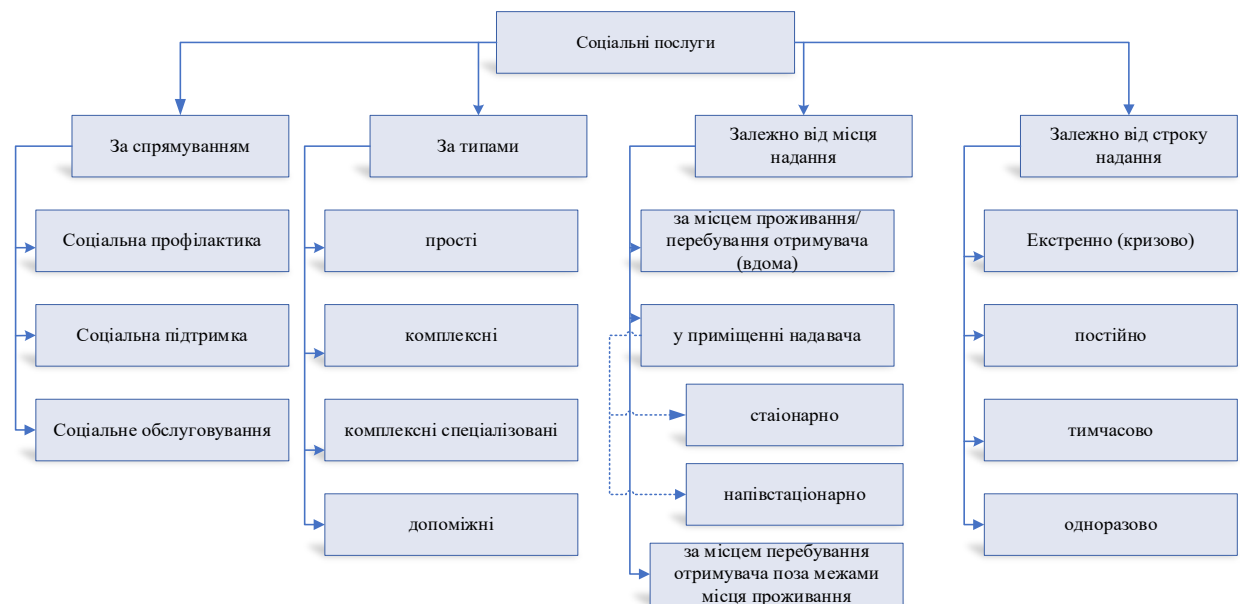 Соціальні послуги
За спрямуванням
Соціальна профілактика
Соціальна підтримка
Соціальне обслуговування
За типами
прості
комплексні
комплексні спеціалізовані
допоміжні
Залежно від місця
надання
за місцем проживання/
перебування отримувача
(вдома)
у приміщенні надавача
стаіонарно
напівстаціонарно
за місцем перебування
отримувача поза межами
місця проживання
Залежно від строку
надання
Екстренно (кризово)
постійно
тимчасово
одноразово